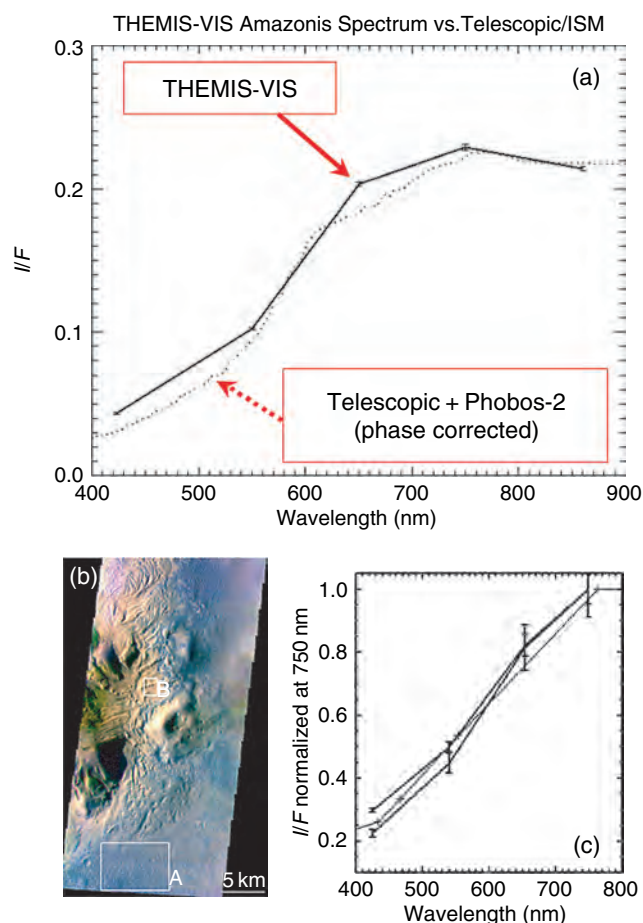 THEMIS-VIS Amazonis Spectrum vs.Telescopic/ISM
0.3
(a)
THEMIS-VIS
0.2
I/F
0.1
Telescopic + Phobos-2
(phase corrected)
0.0
400 500 600 700 800 900
Wavelength (nm)
(b)
B
A
5 km
1.0
0.8
0.6
0.4
0.2
I/F normalized at 750 nm
(c)
400 500 600 700 800
Wavelength (nm)